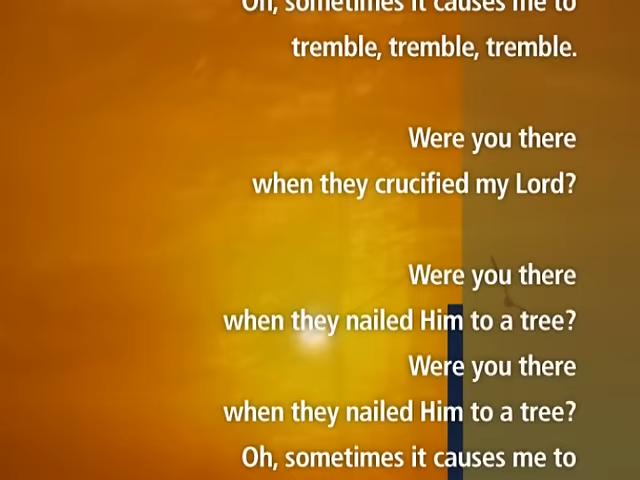 Oh, sometimes it causes me to
tremble, tremble, tremble.
Were you there
when they crucified my Lord?
Were you there
when they nailed Him to a tree?
Were you there
when they nailed Him to a tree?
Oh, sometimes it causes me to